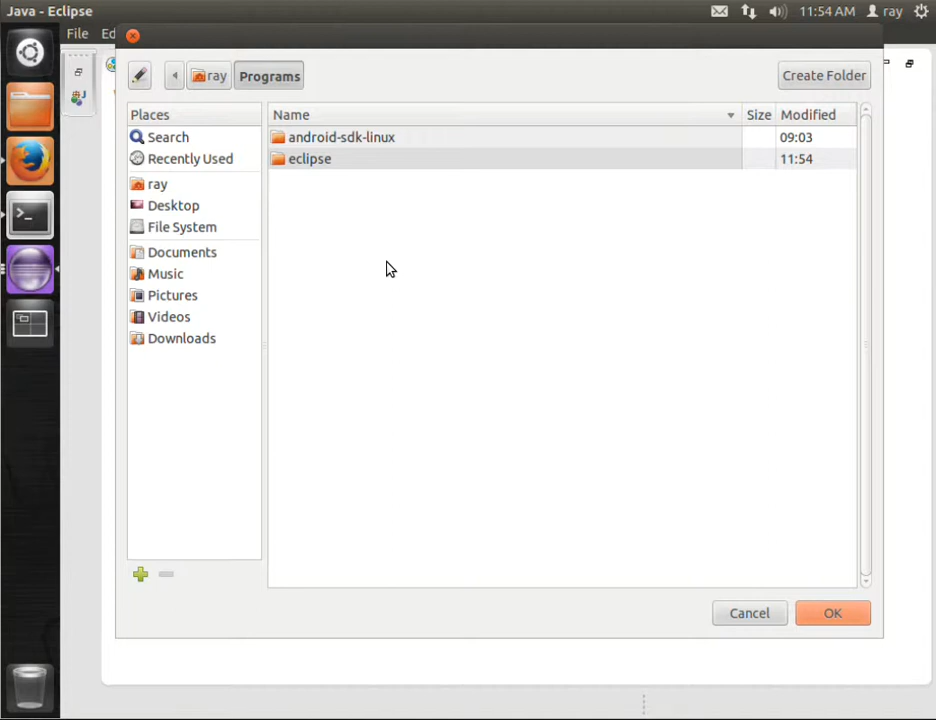 Java - Eclipse
11:54 AM
ray
File
Ed
ray
Programs
Create Folder
Places
Name
Size
Modified
Search
android-sdk-linux
09:03
Recently Used
eclipse
11:54
ray
Desktop
File System
Documents
Music
Pictures
Videos
Downloads
Cancel
OK